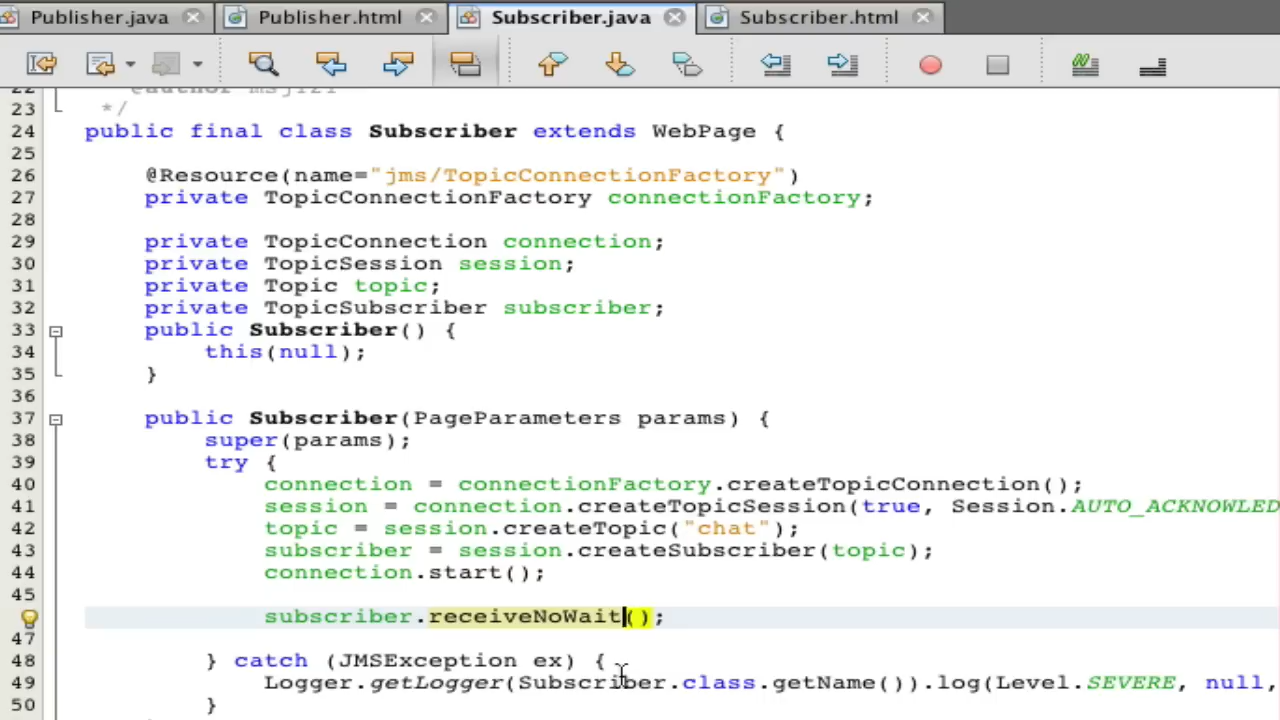 Publisher.java Publisher.html Subscriber.java Subscriber.html
22 @author
23 */
24 public final class Subscriber extends WebPage {
25
26 @Resource(name="jms/TopicConnectionFactory")
27 private TopicConnectionFactory connectionFactory;
28
29 private TopicConnection connection;
30 private TopicSession session;
31 private Topic topic;
32 private TopicSubscriber subscriber;
33 public Subscriber() {
34 this(null);
35 }
36
37 public Subscriber(PageParameters params) {
38 super(params);
39 try {
40 connection = connectionFactory.createTopicConnection();
41 session = connection.createTopicSession(true, Session.AUTO_ACKNOWLED
42 topic = session.createTopic("chat");
43 subscriber = session.createSubscriber(topic);
44 connection.start();
45
subscriber.receiveNoWait();
47
48 } catch (JMSException ex) {
49 Logger.getLogger(Subscriber.class.getName()).log(Level.SEVERE, null,
50 }